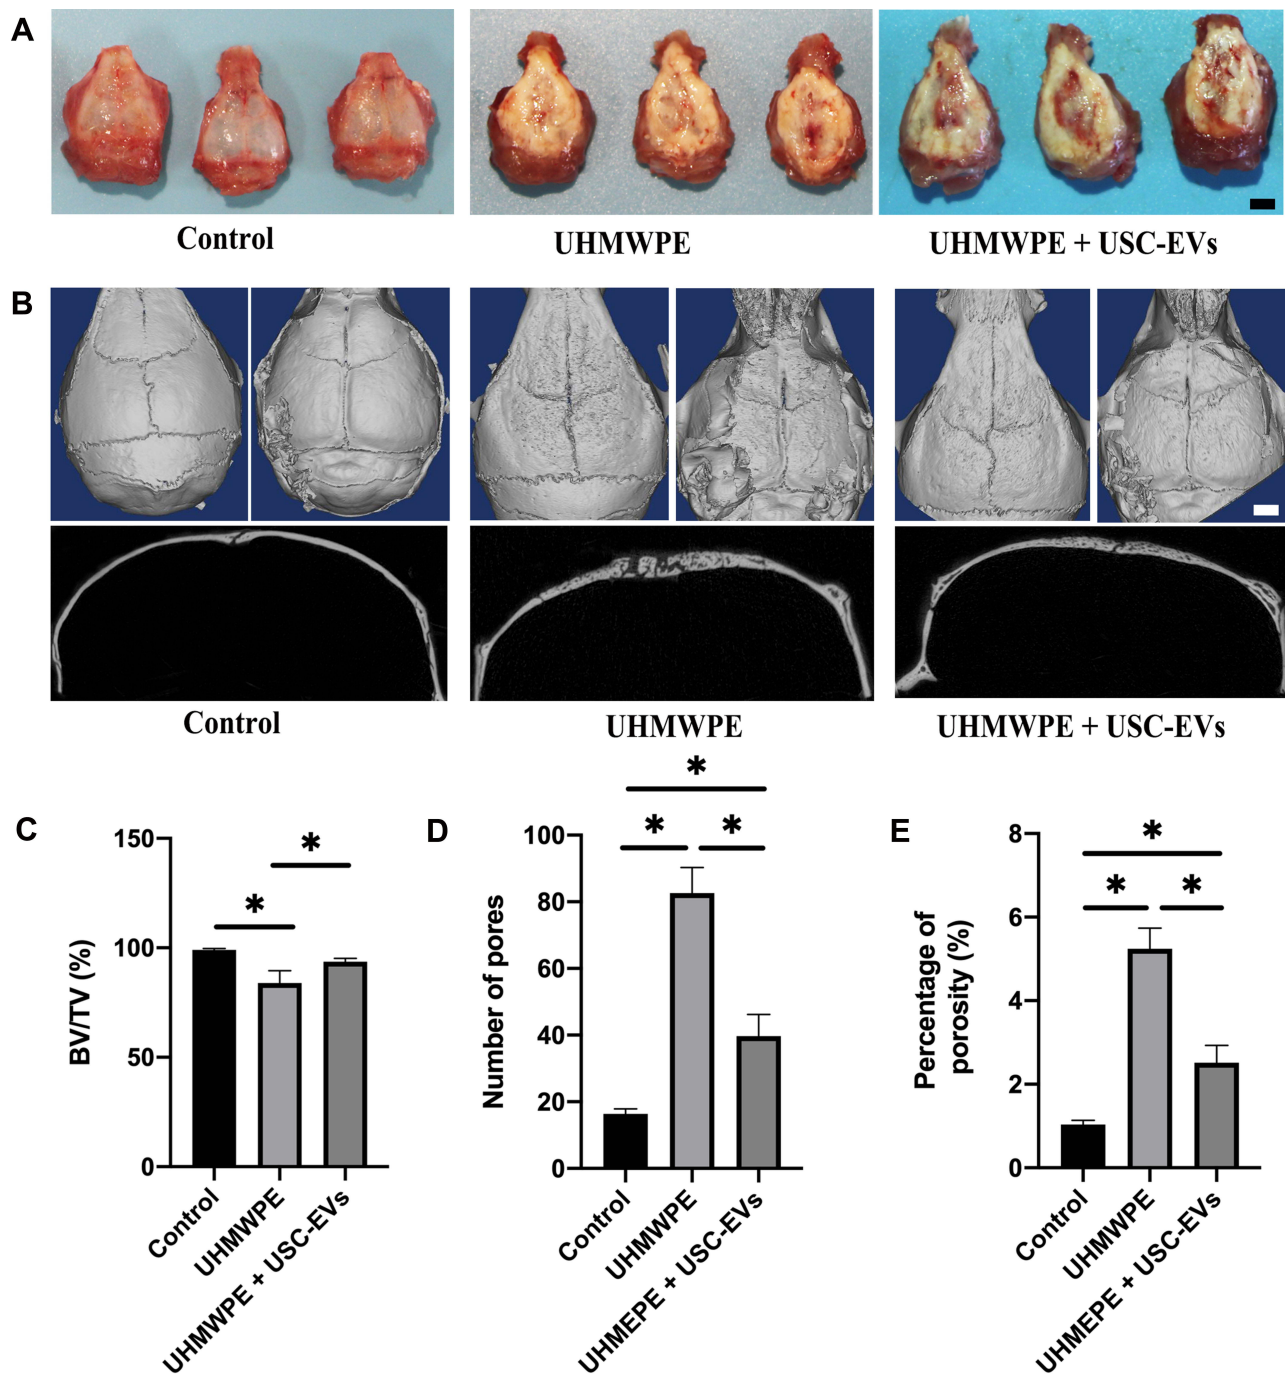 A
Control
UHMWPE
UHMWPE + USC-EVs
B
Control
UHMWPE
UHMWPE + USC-EVs
C
BV/TV (%)
150
100
50
0
*
*
Control
UHMWPE
UHMWPE + USC-EVs
D
Number of pores
100
80
60
40
20
0
*
*
*
Control
UHMWPE
UHMEPE + USC-EVs
E
Percentage of
porosity (%)
8
6
4
2
0
*
*
*
Control
UHMWPE
UHMEPE + USC-EVs